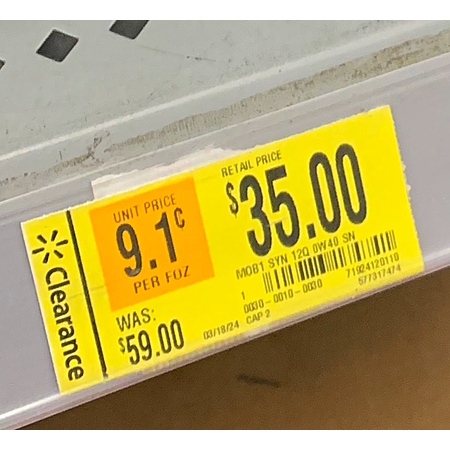 Clearance
UNIT PRICE
9.1¢
PER FOZ
WAS:
$59.00
RETAIL PRICE
$35.00
MOB1 SYN 12Q 0W40 SN
1
71924120110
0030-0010-0030
577317474
03/18/24 CAP 2